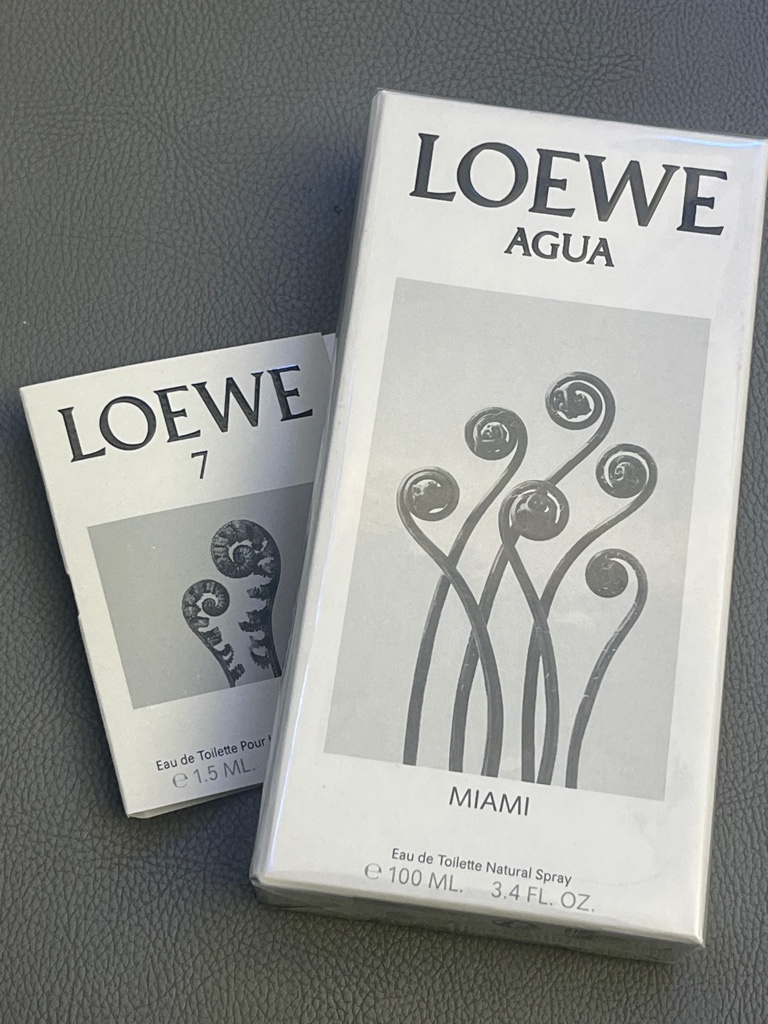 LOEWE
7
Eau de Toilette Pour
℮ 1.5 ML.
LOEWE
AGUA
MIAMI
Eau de Toilette Natural Spray
℮ 100 ML. 3.4 FL. OZ.